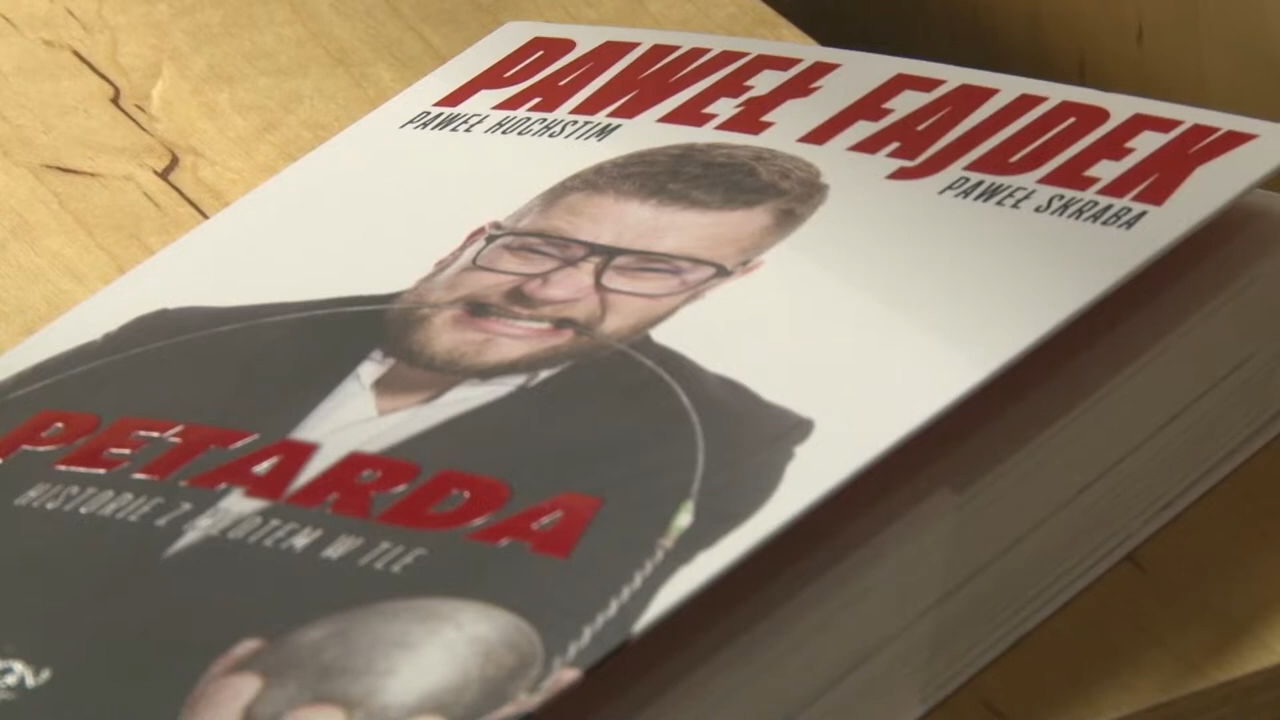 PAWEŁ FAJDEK
PAWEŁ HOCHSTIM
PAWEŁ SKRABA
PETARDA
HISTORIE Z MŁOTEM W TLE